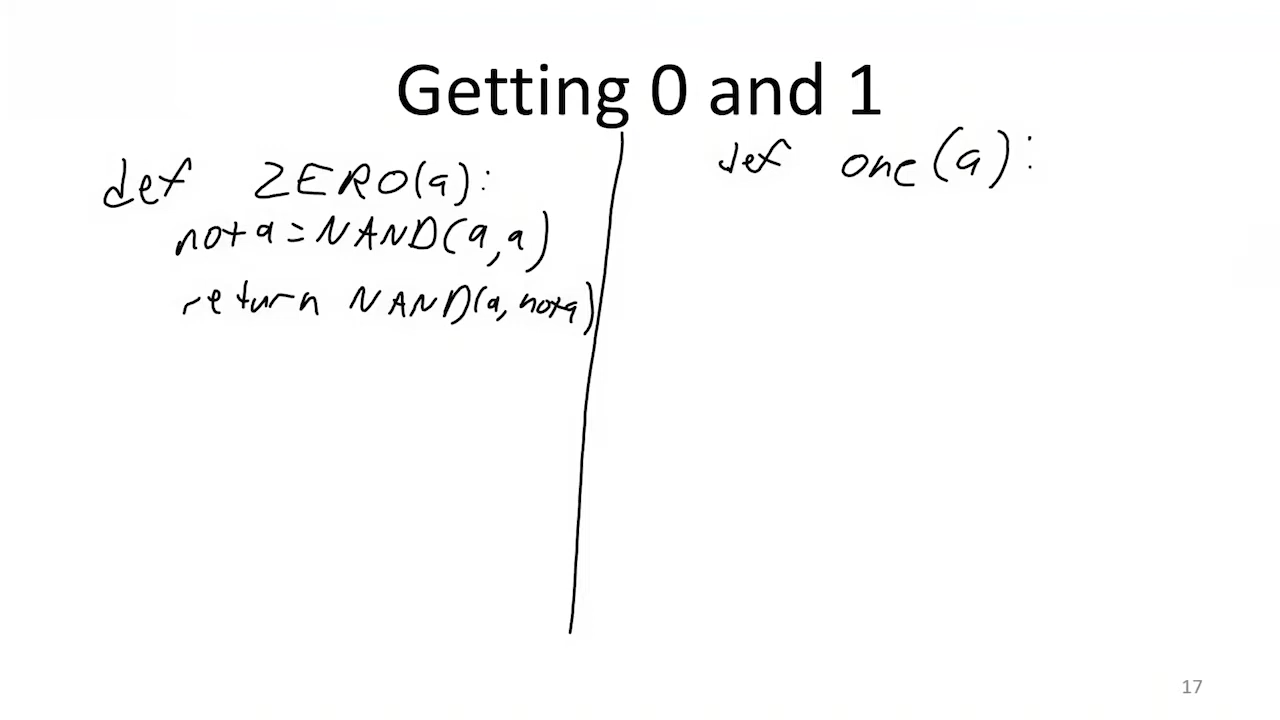 Getting 0 and 1
def ZERO(a):
nota = NAND(a, a)
return NAND(a, nota)
def one(a):
17